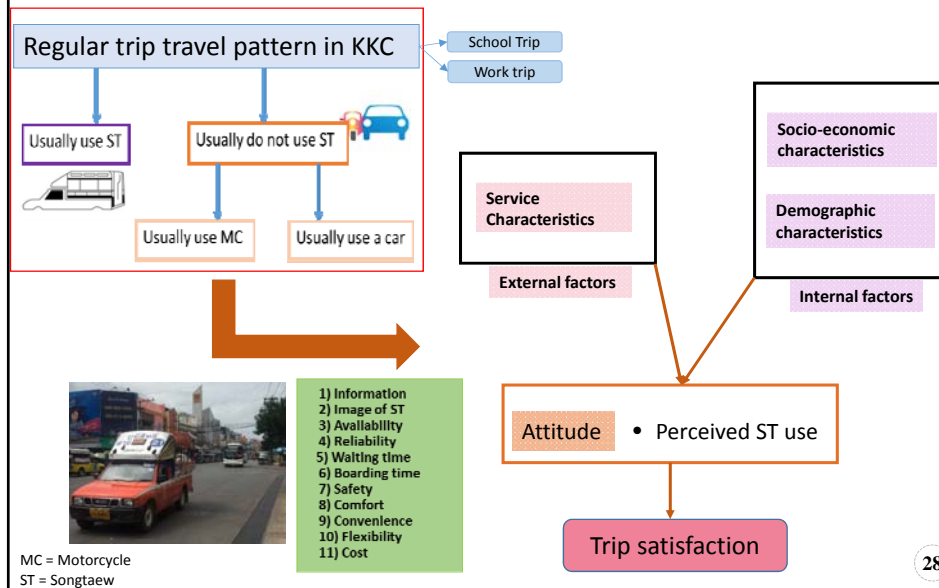 Regular trip travel pattern in KKC
School Trip
Work trip
Usually use ST
Usually do not use ST
Usually use MC
Usually use a car
Service
Characteristics
External factors
Socio-economic
characteristics
Demographic
characteristics
Internal factors
1) Information
2) Image of ST
3) Availability
4) Reliability
5) Waiting time
6) Boarding time
7) Safety
8) Comfort
9) Convenience
10) Flexibility
11) Cost
Attitude • Perceived ST use
Trip satisfaction
MC = Motorcycle
ST = Songtaew
28